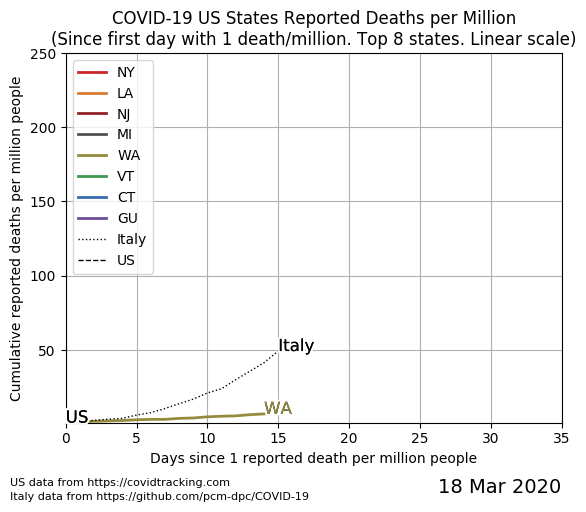 COVID-19 US States Reported Deaths per Million
(Since first day with 1 death/million. Top 8 states. Linear scale)
Cumulative reported deaths per million people
250
200
150
100
50
0
NY
LA
NJ
MI
WA
VT
CT
GU
Italy
US
Italy
WA
US
5
10
15
20
25
30
35
Days since 1 reported death per million people
US data from https://covidtracking.com
Italy data from https://github.com/pcm-dpc/COVID-19
18 Mar 2020